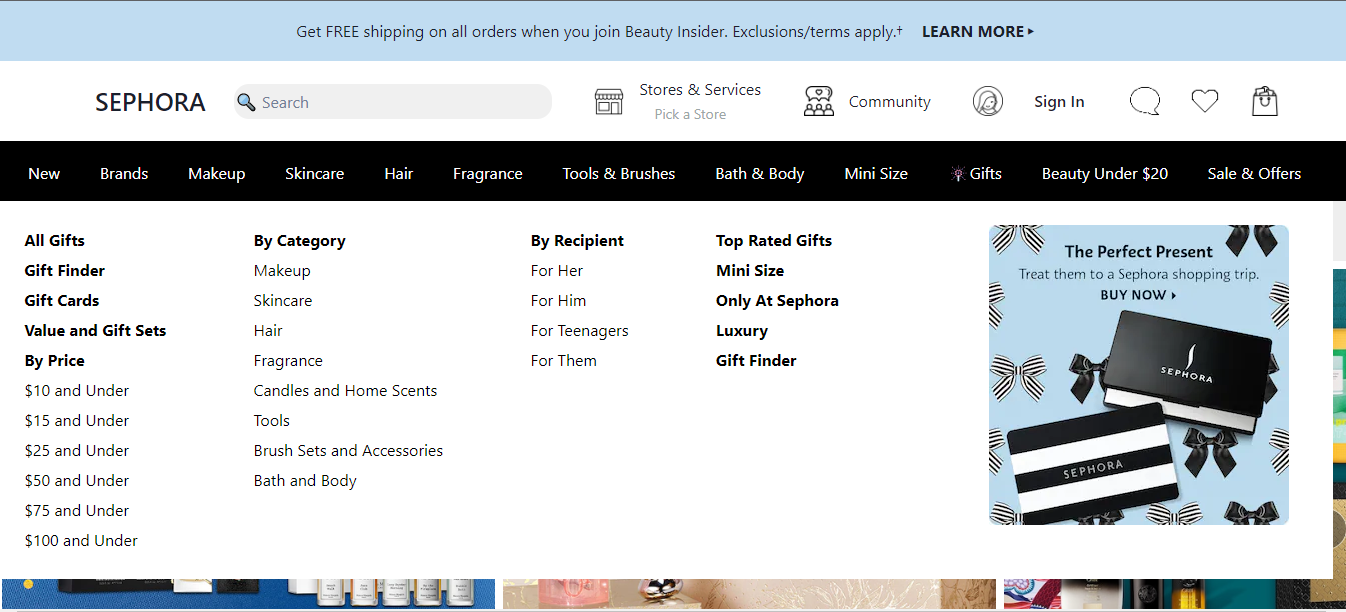 Get FREE shipping on all orders when you join Beauty Insider. Exclusions/terms apply.† LEARN MORE ▸
SEPHORA
Search
Stores & Services
Pick a Store
Community
Sign In
New Brands Makeup Skincare Hair Fragrance Tools & Brushes Bath & Body Mini Size Gifts Beauty Under $20 Sale & Offers
All Gifts
Gift Finder
Gift Cards
Value and Gift Sets
By Price
$10 and Under
$15 and Under
$25 and Under
$50 and Under
$75 and Under
$100 and Under
By Category
Makeup
Skincare
Hair
Fragrance
Candles and Home Scents
Tools
Brush Sets and Accessories
Bath and Body
By Recipient
For Her
For Him
For Teenagers
For Them
Top Rated Gifts
Mini Size
Only At Sephora
Luxury
Gift Finder
The Perfect Present
Treat them to a Sephora shopping trip.
BUY NOW ▸
SEPHORA
SEPHORA